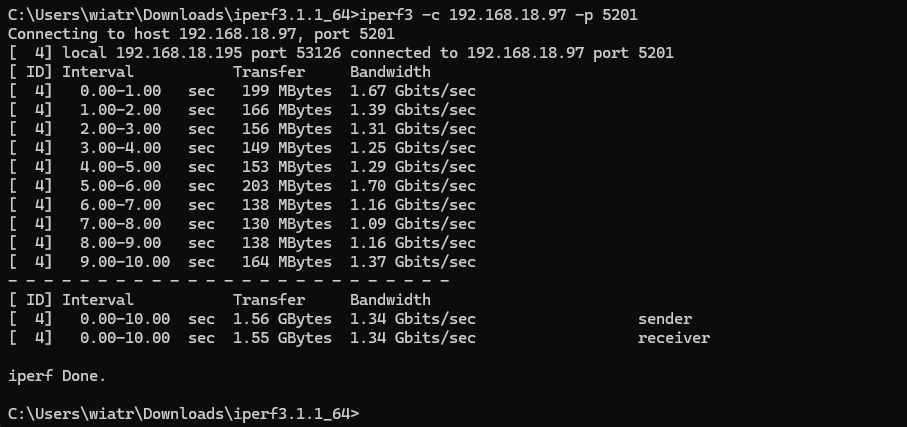 C:\Users\wiatr\Downloads\iperf3.1.1_64>iperf3 -c 192.168.18.97 -p 5201
Connecting to host 192.168.18.97, port 5201
[  4] local 192.168.18.195 port 53126 connected to 192.168.18.97 port 5201
[ ID] Interval           Transfer     Bandwidth
[  4]   0.00-1.00   sec   199 MBytes  1.67 Gbits/sec
[  4]   1.00-2.00   sec   166 MBytes  1.39 Gbits/sec
[  4]   2.00-3.00   sec   156 MBytes  1.31 Gbits/sec
[  4]   3.00-4.00   sec   149 MBytes  1.25 Gbits/sec
[  4]   4.00-5.00   sec   153 MBytes  1.29 Gbits/sec
[  4]   5.00-6.00   sec   203 MBytes  1.70 Gbits/sec
[  4]   6.00-7.00   sec   138 MBytes  1.16 Gbits/sec
[  4]   7.00-8.00   sec   130 MBytes  1.09 Gbits/sec
[  4]   8.00-9.00   sec   138 MBytes  1.16 Gbits/sec
[  4]   9.00-10.00  sec   164 MBytes  1.37 Gbits/sec
- - - - - - - - - - - - - - - - - - - - - - - - -
[ ID] Interval           Transfer     Bandwidth
[  4]   0.00-10.00  sec  1.56 GBytes  1.34 Gbits/sec                  sender
[  4]   0.00-10.00  sec  1.55 GBytes  1.34 Gbits/sec                  receiver
iperf Done.
C:\Users\wiatr\Downloads\iperf3.1.1_64>